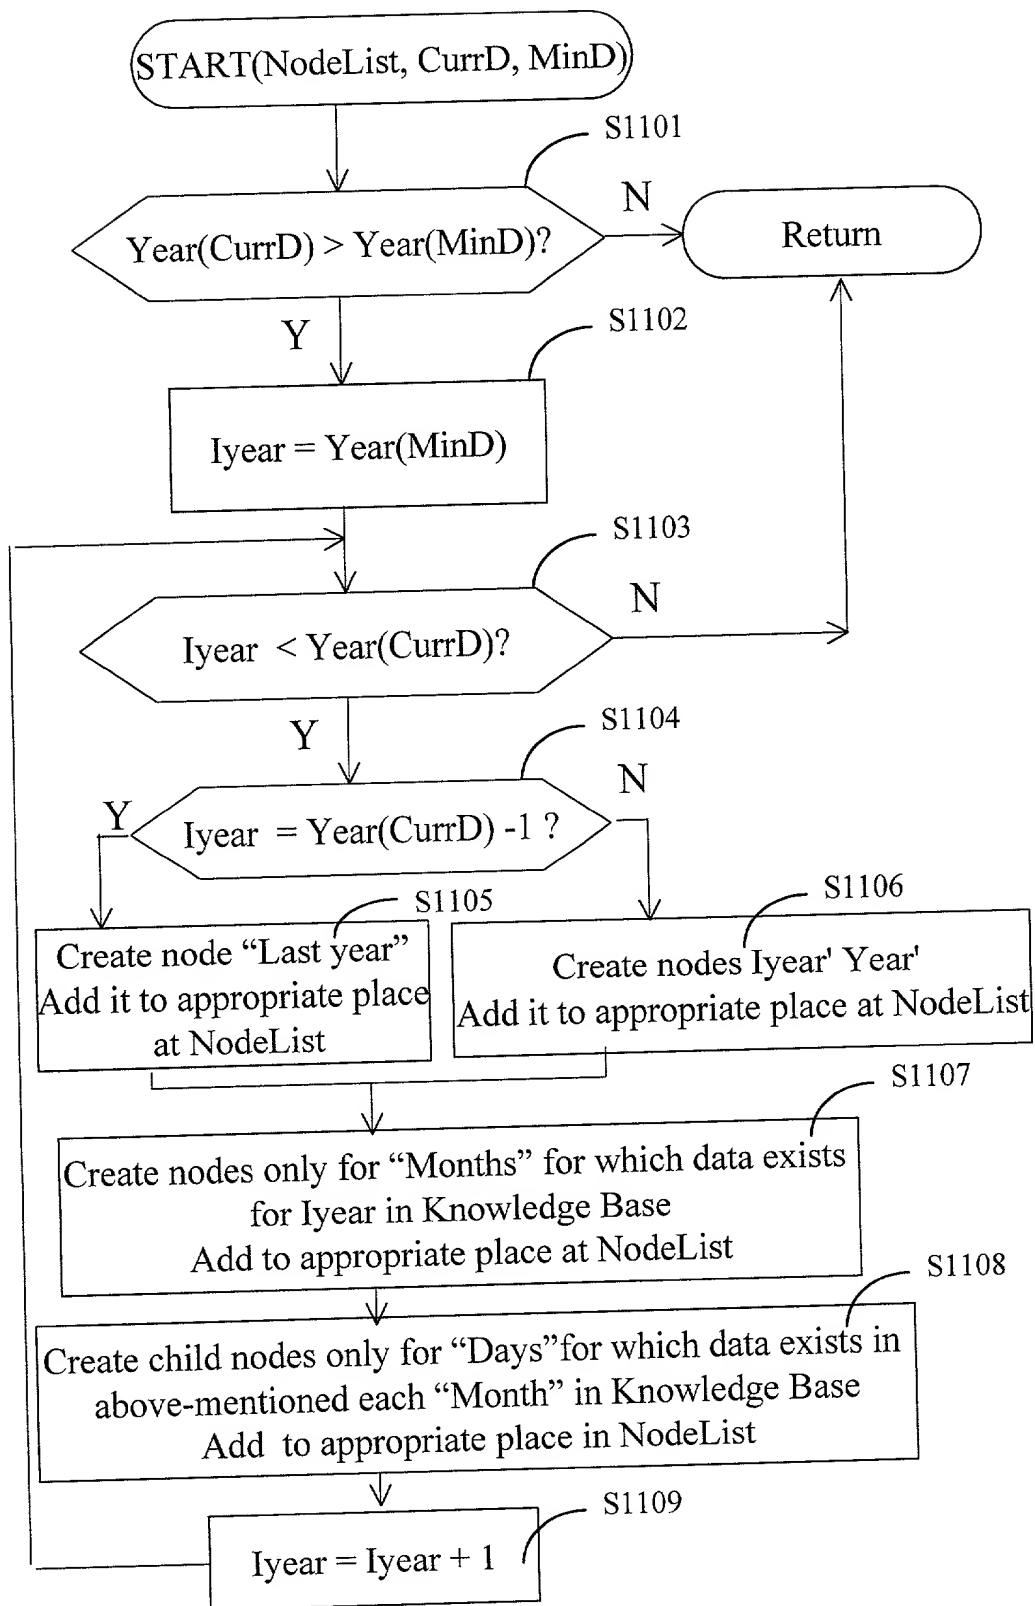 START(NodeList, CurrD, MinD)
S1101
Year(CurrD) > Year(MinD)?
N
Return
Y
S1102
Iyear = Year(MinD)
S1103
Iyear < Year(CurrD)?
N
Y
S1104
Iyear = Year(CurrD) -1 ?
Y
N
S1105
Create node “Last year”
Add it to appropriate place
at NodeList
S1106
Create nodes Iyear' Year'
Add it to appropriate place at NodeList
S1107
Create nodes only for “Months” for which data exists
for Iyear in Knowledge Base
Add to appropriate place at NodeList
S1108
Create child nodes only for “Days”for which data exists in
above-mentioned each “Month” in Knowledge Base
Add to appropriate place in NodeList
S1109
Iyear = Iyear + 1